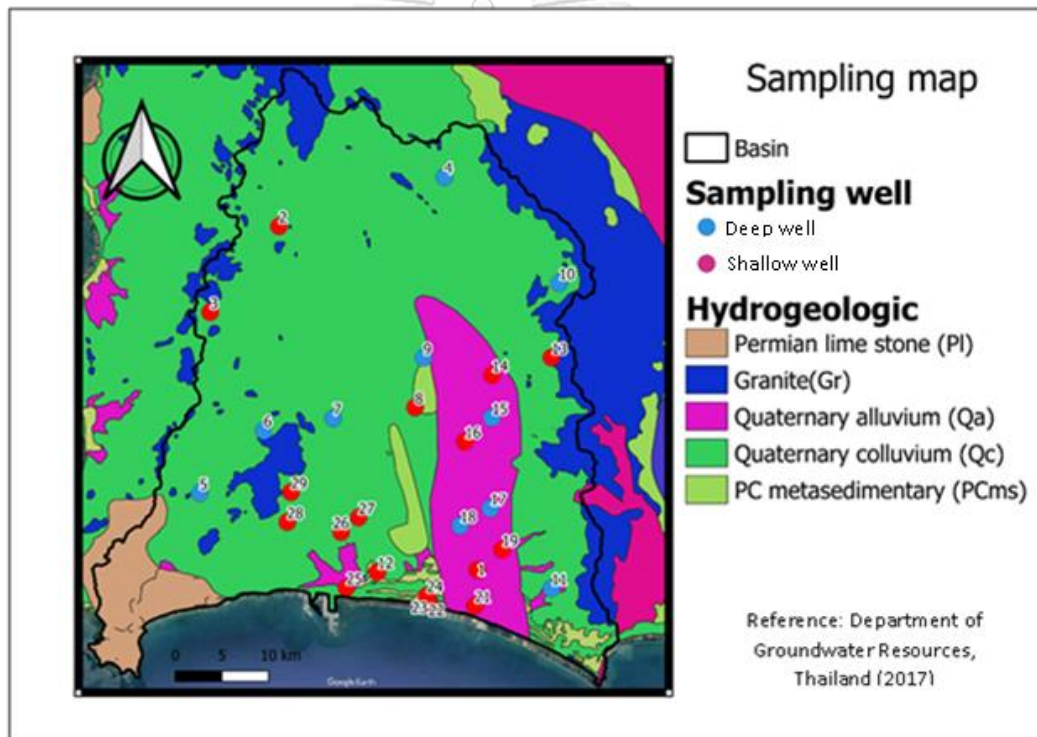 Sampling map
Basin
Sampling well
Deep well
Shallow well
Hydrogeologic
Permian lime stone (Pl)
Granite(Gr)
Quaternary alluvium (Qa)
Quaternary colluvium (Qc)
PC metasedimentary (PCms)
Reference: Department of
Groundwater Resources,
Thailand (2017)
4
2
10
3
9
13
14
8
15
7
6
16
5
29
17
28
27
18
26
19
12
1
25
24
11
23
22
21
0 5 10 km
Google Earth